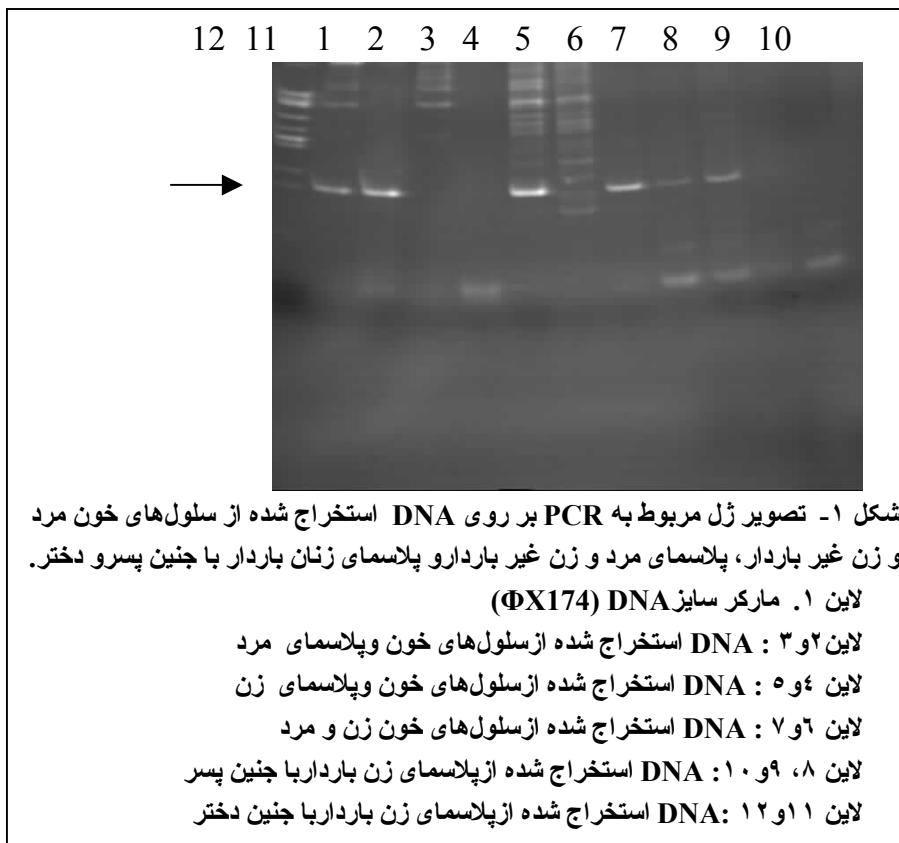 12 11 1 2 3 4 5 6 7 8 9 10
شکل ۱- تصویر ژل مربوط به PCR بر روی DNA استخراج شده از سلول‌های خون مرد
و زن غیر باردار، پلاسمای مرد و زن غیر باردارو پلاسمای زنان باردار با جنین پسرو دختر.
لاین ۱. مارکر سایزDNA (ΦX174)
لاین۲و۳ : DNA استخراج شده ازسلول‌های خون وپلاسمای مرد
لاین ٤و٥ : DNA استخراج شده ازسلول‌های خون وپلاسمای زن
لاین ٦و۷ : DNA استخراج شده ازسلول‌های خون زن و مرد
لاین ۸، ۹و۱۰: DNA استخراج شده ازپلاسمای زن بارداربا جنین پسر
لاین ۱۱و۱۲ :DNA استخراج شده ازپلاسمای زن بارداربا جنین دختر